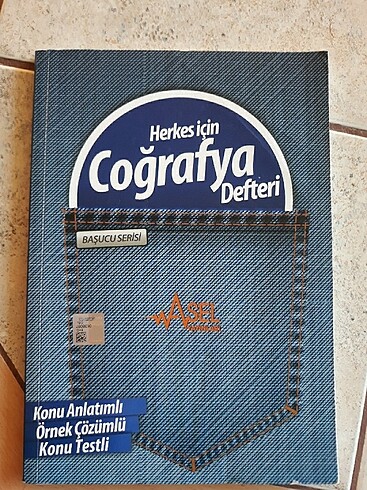 Herkes için
Coğrafya
Defteri
BAŞUCU SERİSİ
ASEL
Konu Anlatımlı
Örnek Çözümlü
Konu Testli